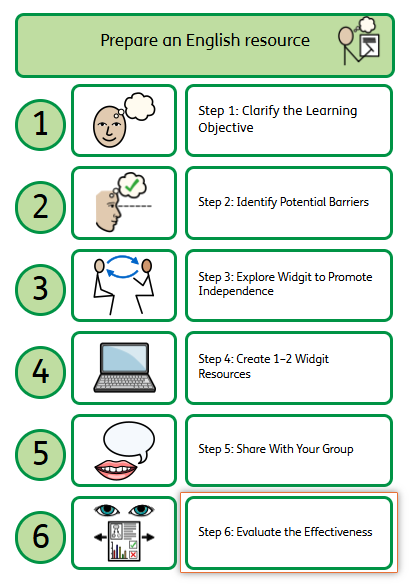 Prepare an English resource
1
Step 1: Clarify the Learning
Objective
2
Step 2: Identify Potential Barriers
3
Step 3: Explore Widgit to Promote
Independence
4
Step 4: Create 1–2 Widgit
Resources
5
Step 5: Share With Your Group
6
Step 6: Evaluate the Effectiveness